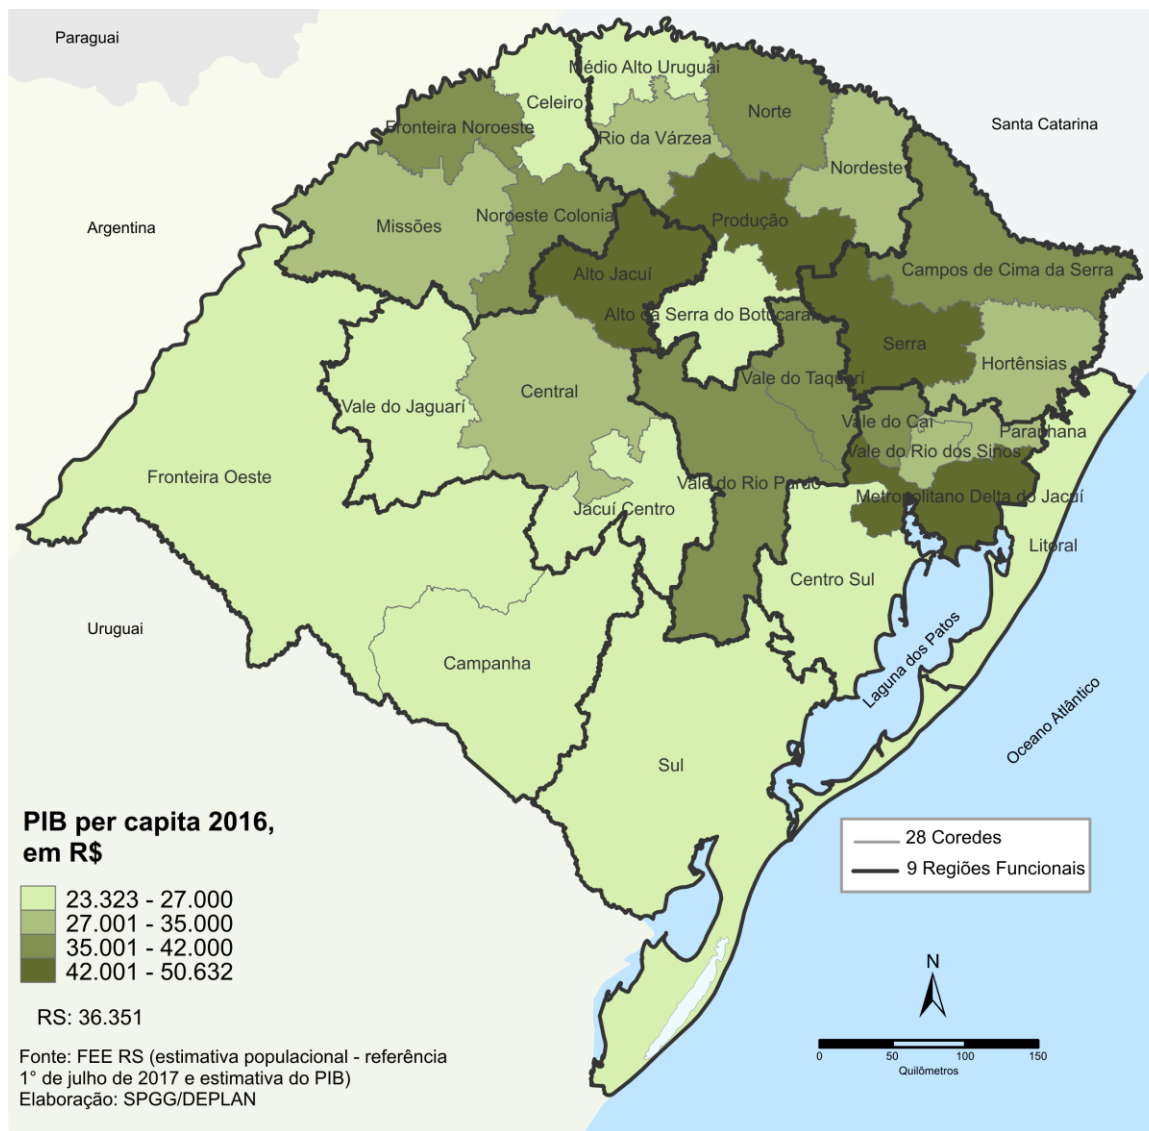 Paraguai
Médio Alto Uruguai
Celeiro
Norte
Fronteira Noroeste
Santa Catarina
Rio da Várzea
Nordeste
Argentina
Noroeste Colonia
Missões
Produção
Alto Jacuí
Campos de Cima da Serra
Alto da Serra do Botucaraí
Serra
Hortênsias
Vale do Taquari
Central
Vale do Jaguarí
Vale do Caí
Paranhana
Vale do Rio dos Sinos
Fronteira Oeste
Vale do Rio Pardo
Metropolitano Delta do Jacuí
Jacuí Centro
Litoral
Centro Sul
Uruguai
Campanha
Laguna dos Patos
Oceano Atlântico
Sul
PIB per capita 2016,
em R$
23.323 - 27.000
27.001 - 35.000
35.001 - 42.000
42.001 - 50.632
RS: 36.351
Fonte: FEE RS (estimativa populacional - referência
1° de julho de 2017 e estimativa do PIB)
Elaboração: SPGG/DEPLAN
28 Coredes
9 Regiões Funcionais
N
0 50 100 150
Quilômetros